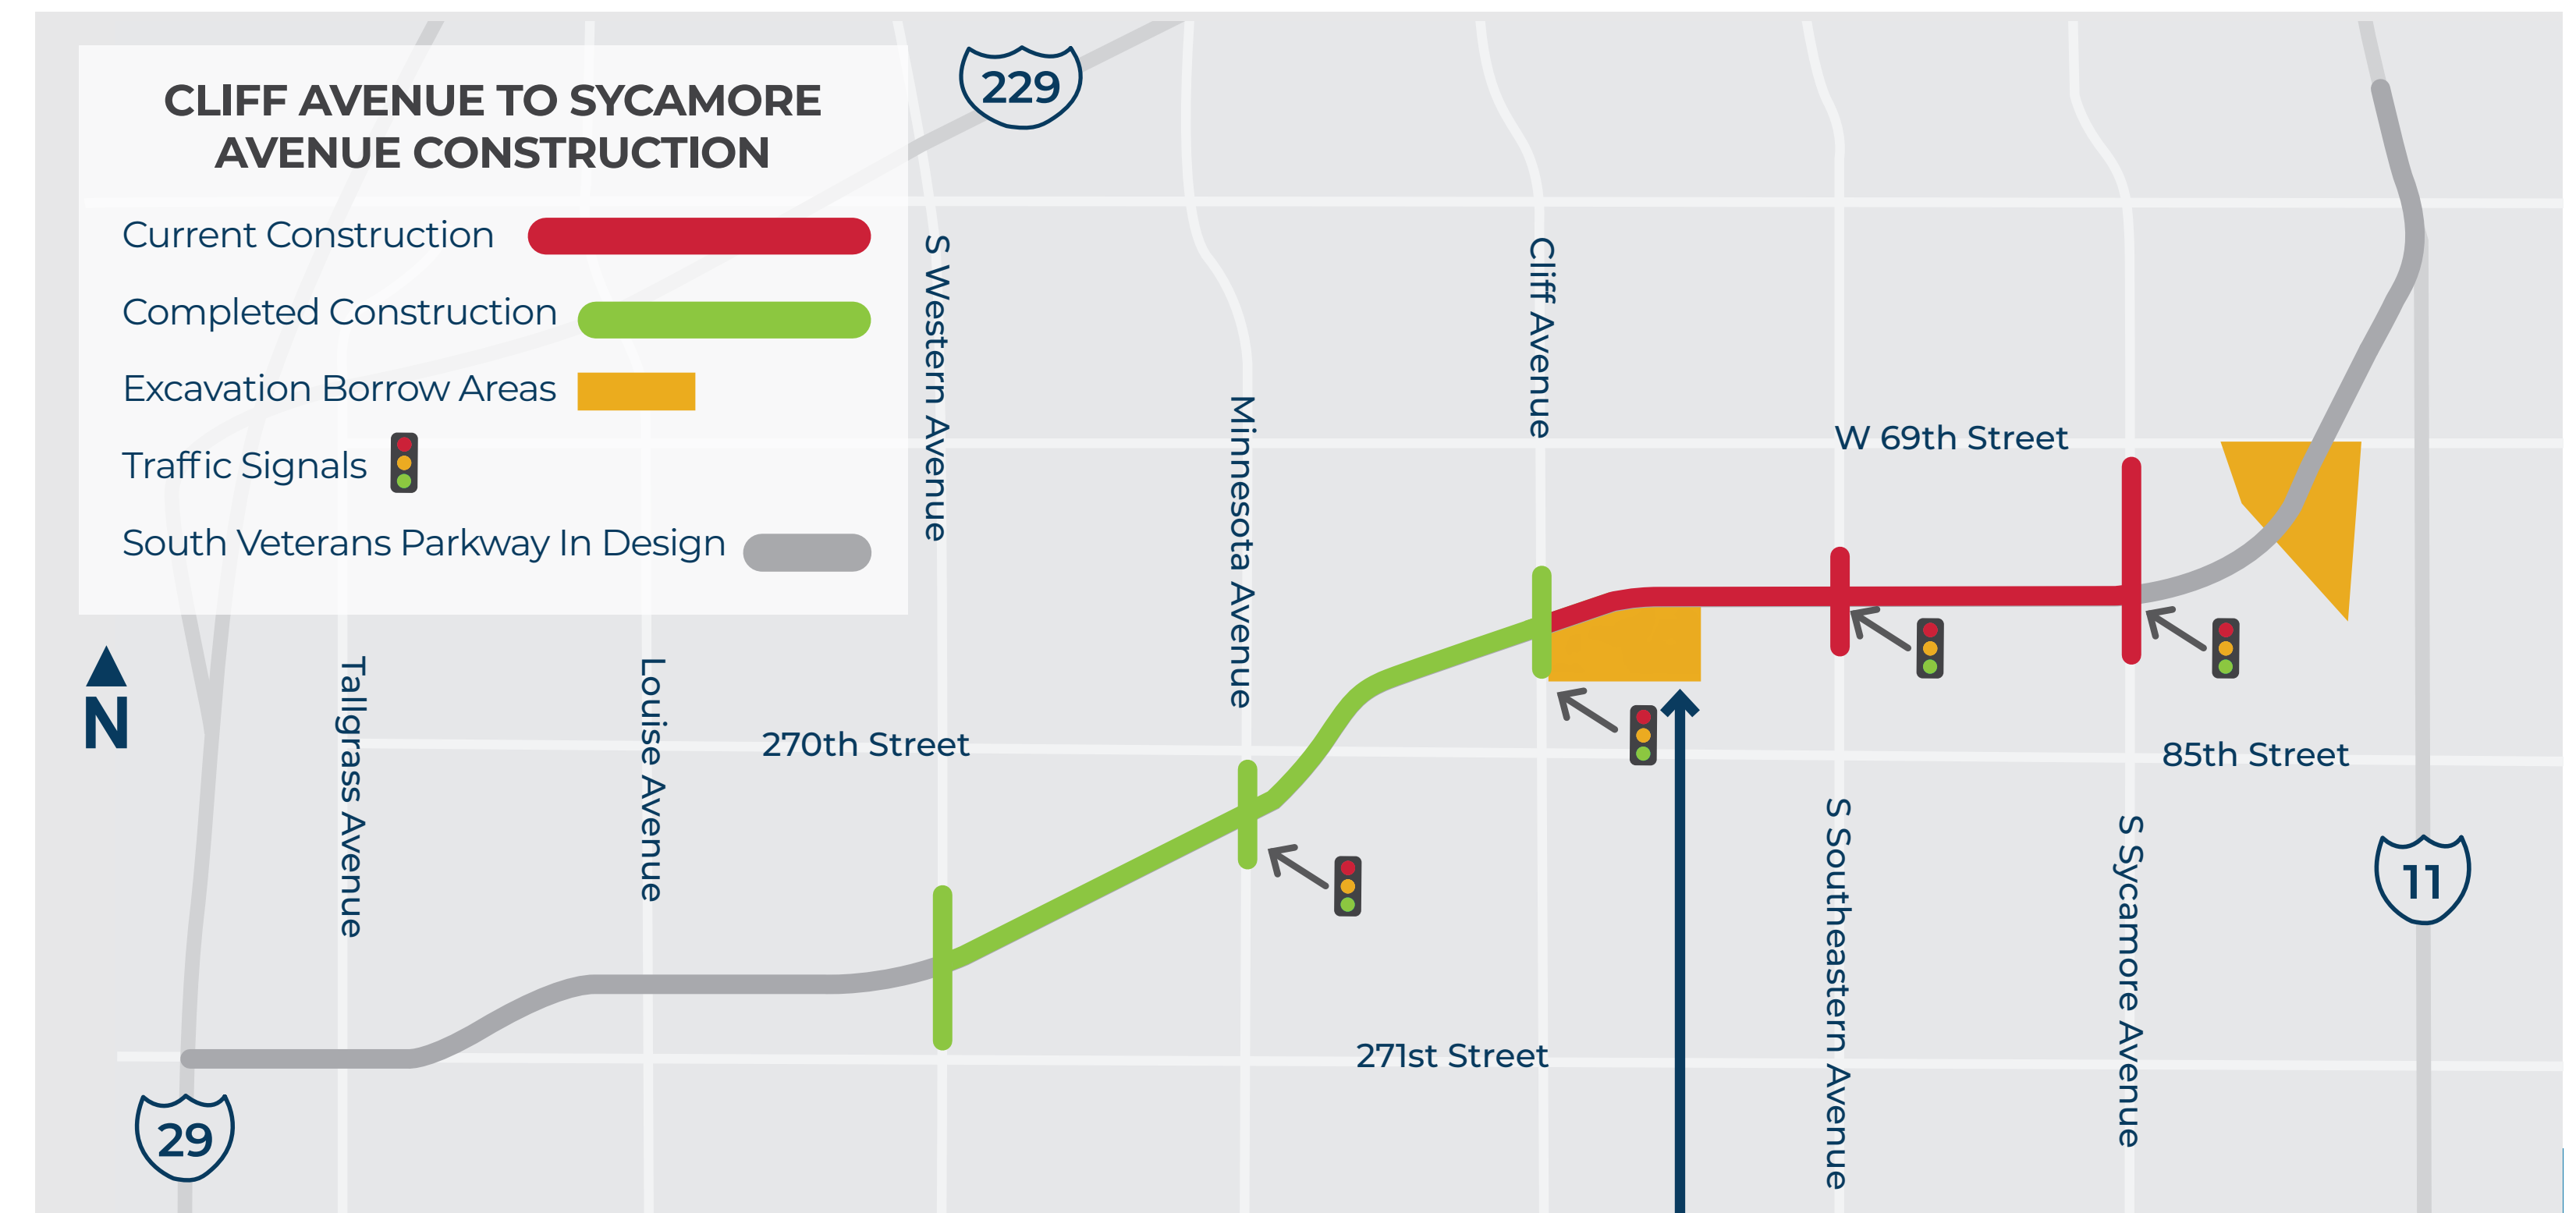 CLIFF AVENUE TO SYCAMORE
AVENUE CONSTRUCTION
Current Construction
Completed Construction
Excavation Borrow Areas
Traffic Signals
South Veterans Parkway In Design
229
S Western Avenue
Minnesota Avenue
Cliff Avenue
W 69th Street
N
Tallgrass Avenue
Louise Avenue
270th Street
85th Street
S Southeastern Avenue
S Sycamore Avenue
11
271st Street
29